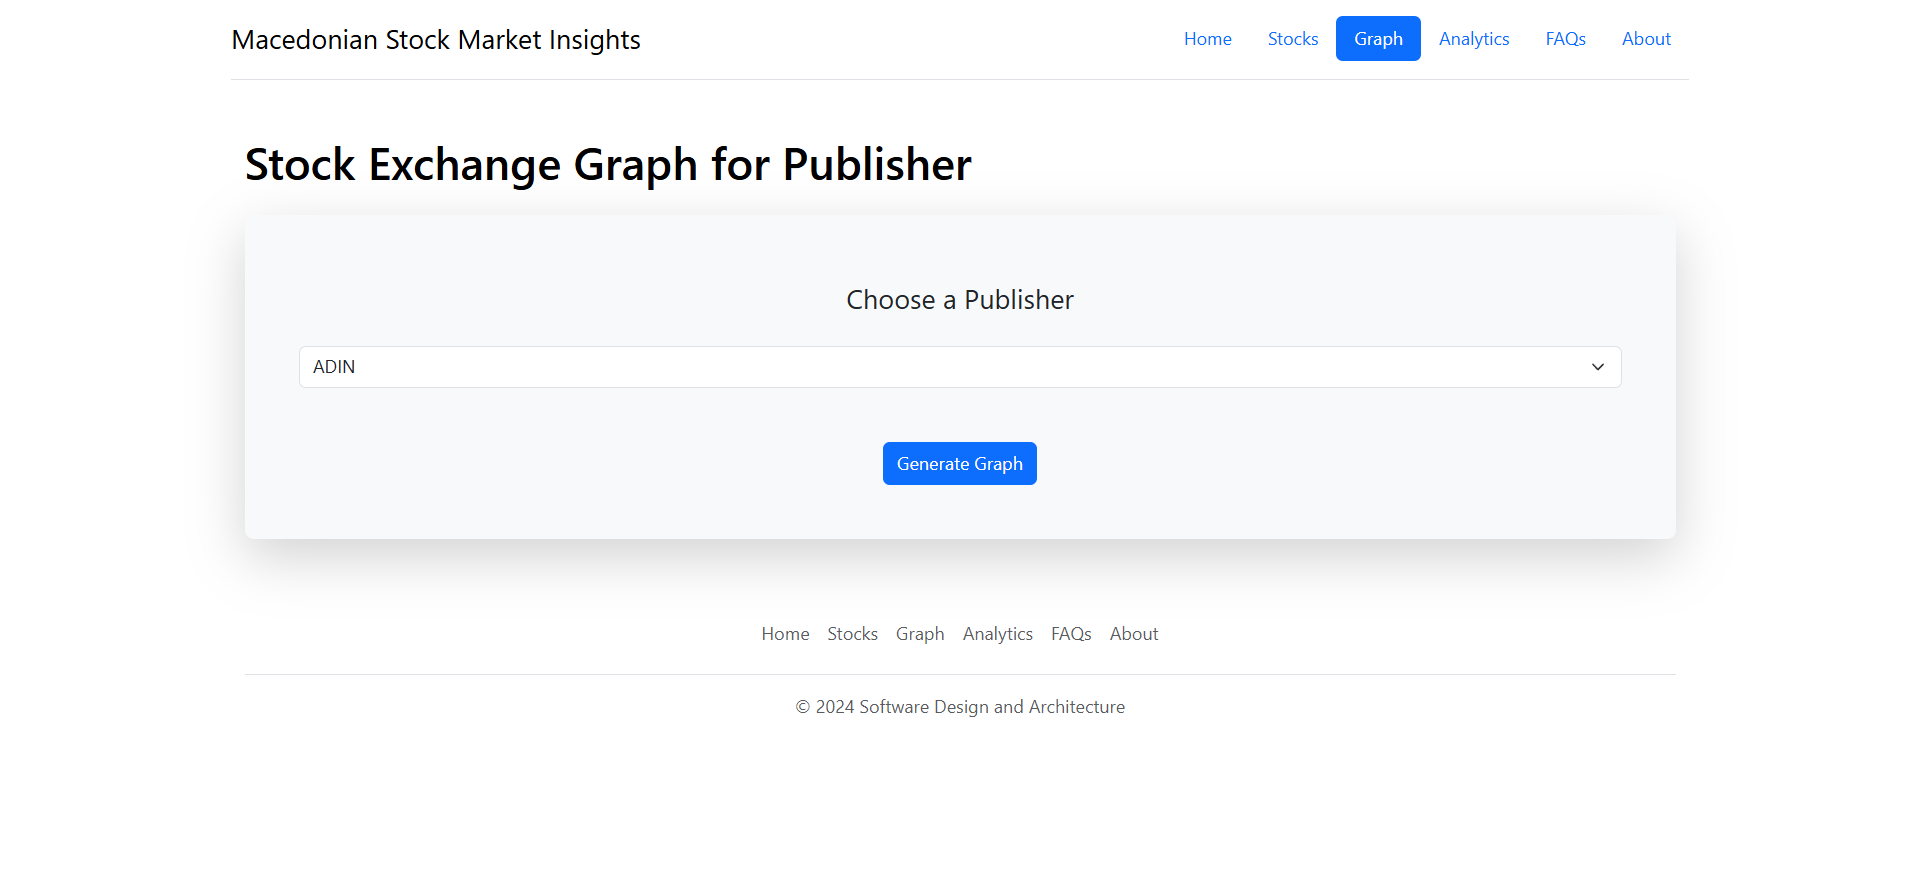 Macedonian Stock Market Insights
Home Stocks Graph Analytics FAQs About
Stock Exchange Graph for Publisher
Choose a Publisher
ADIN
Generate Graph
Home Stocks Graph Analytics FAQs About
© 2024 Software Design and Architecture